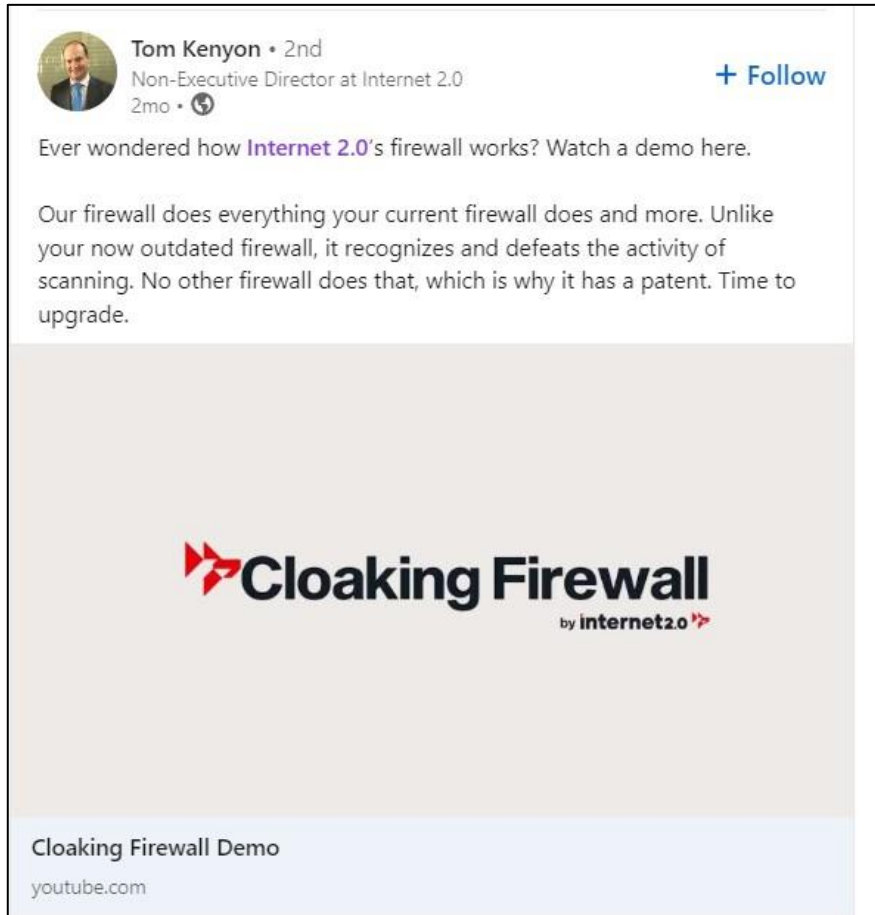 Tom Kenyon • 2nd
Non-Executive Director at Internet 2.0
2mo •
+ Follow
Ever wondered how Internet 2.0's firewall works? Watch a demo here.
Our firewall does everything your current firewall does and more. Unlike
your now outdated firewall, it recognizes and defeats the activity of
scanning. No other firewall does that, which is why it has a patent. Time to
upgrade.
Cloaking Firewall
by internet2.0
Cloaking Firewall Demo
youtube.com